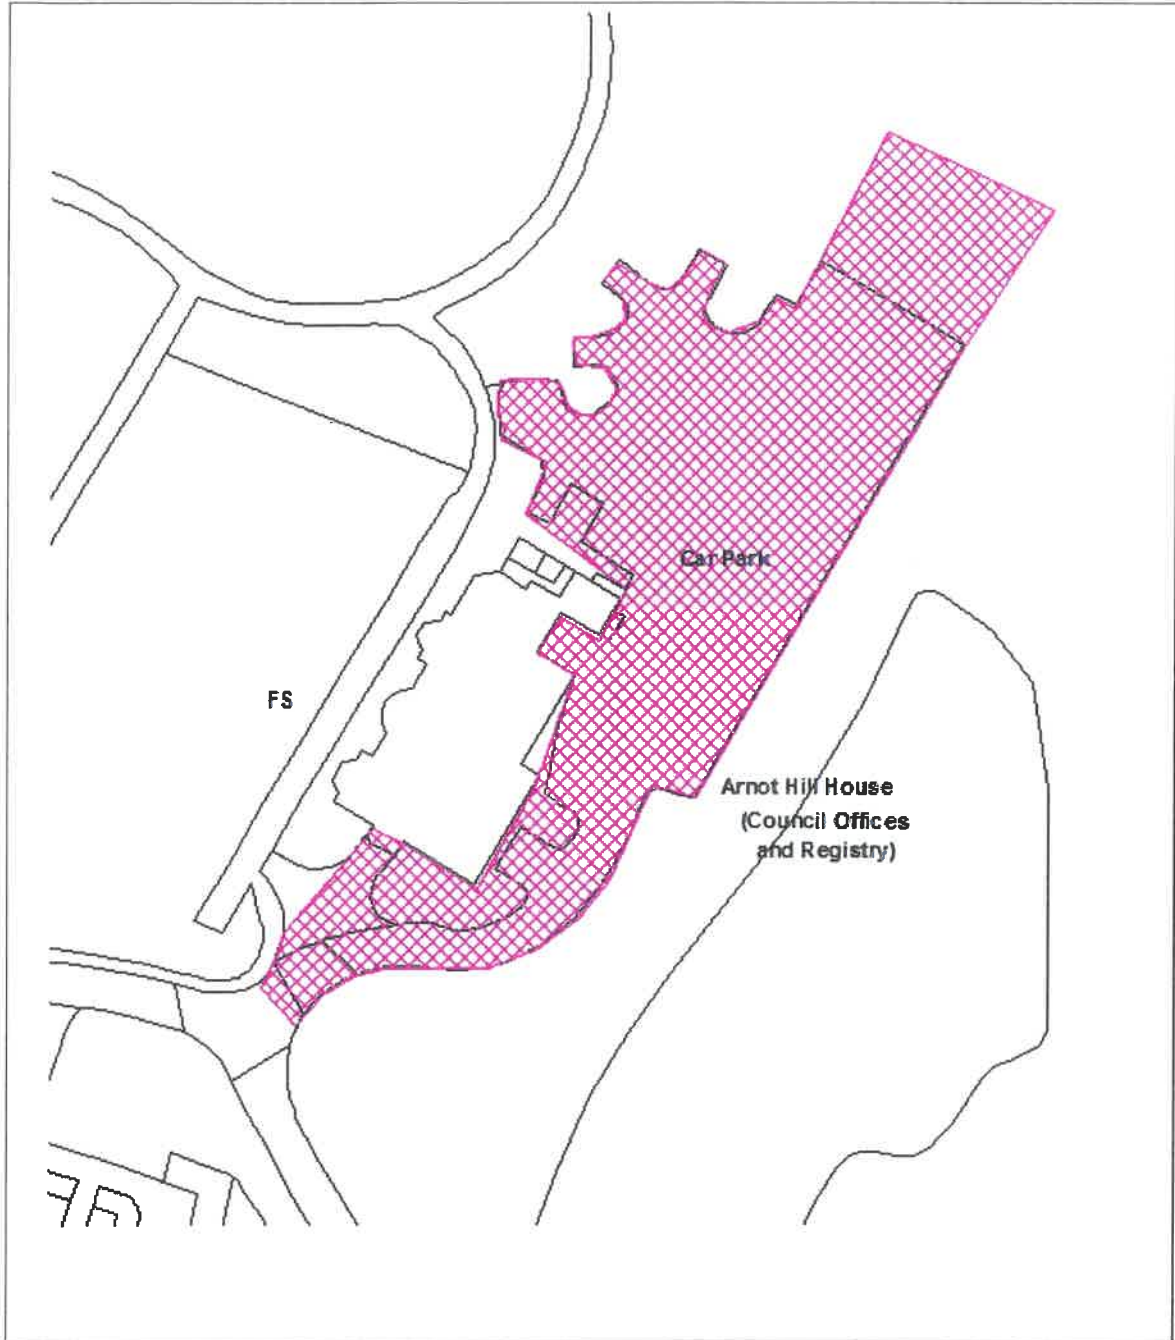 Car Park
FS
Arnot Hill House
(Council Offices
and Registry)